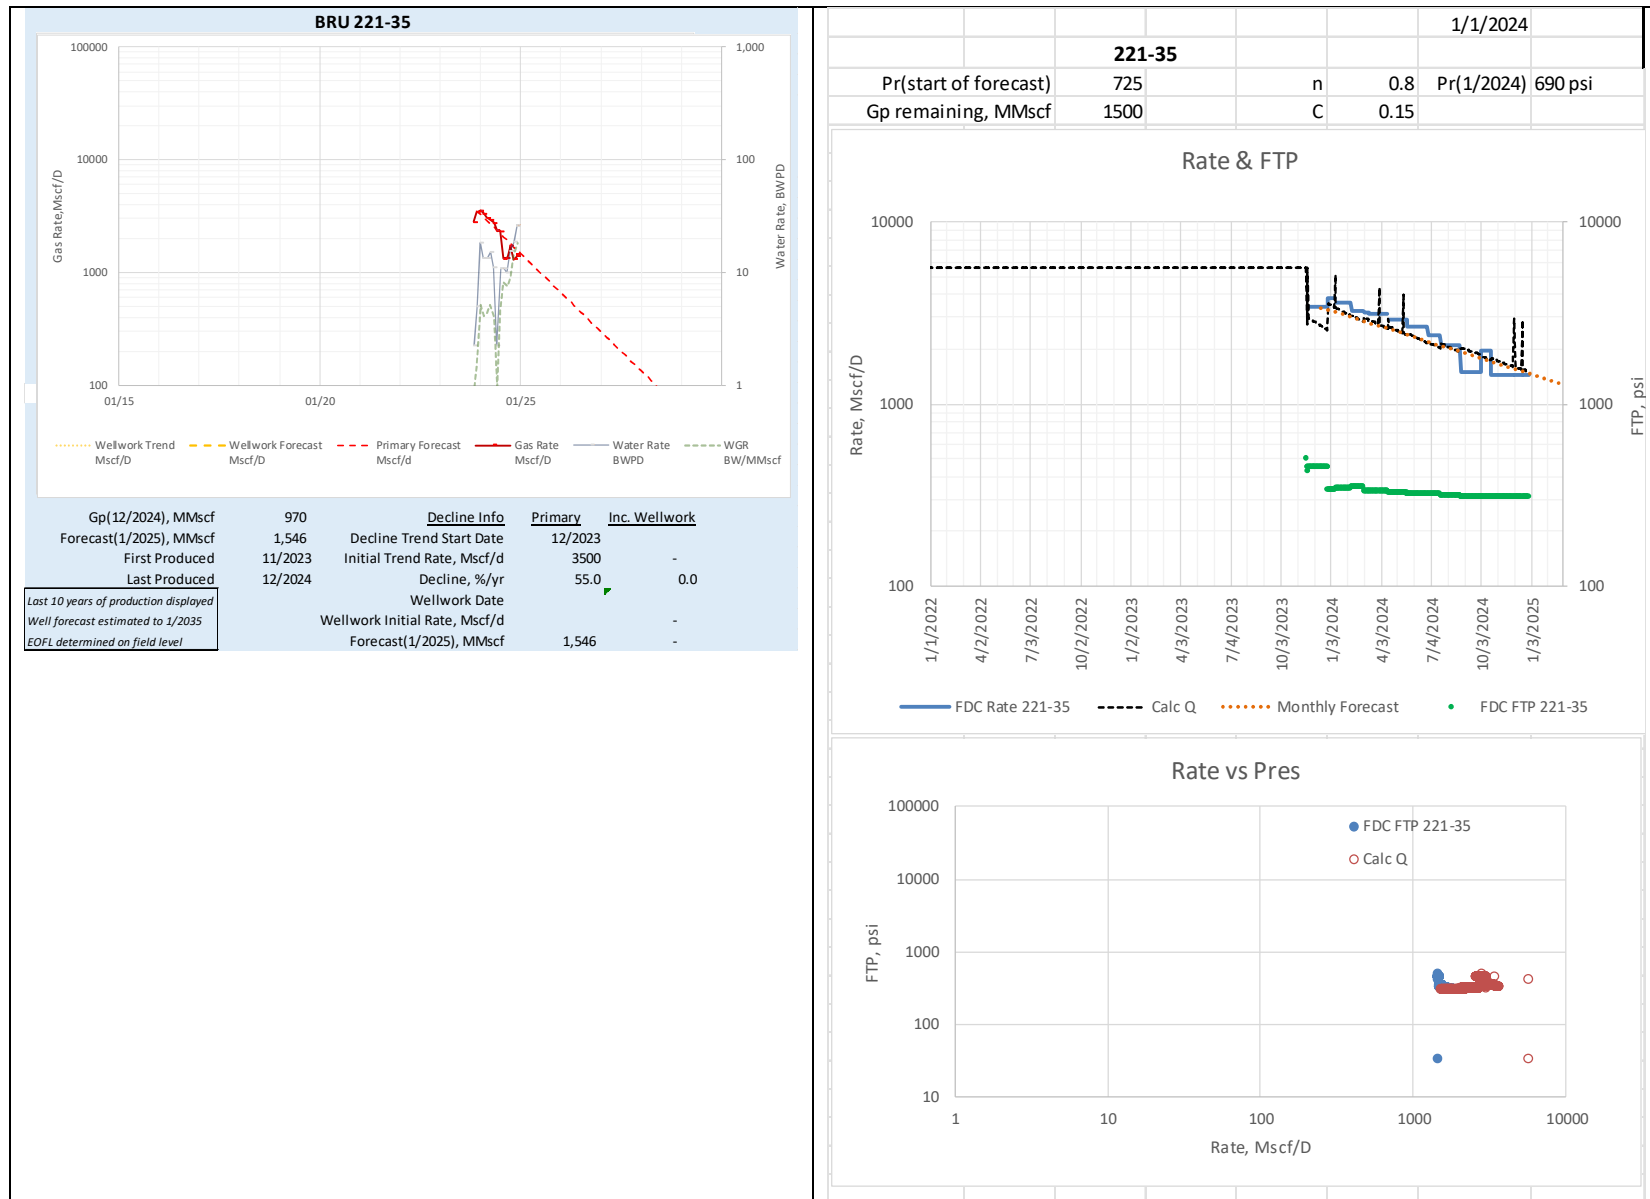 BRU 221-35
100000
10000
1000
100
1,000
100
10
1
Gas Rate,Mscf/D
Water Rate, BWPD
01/15
01/20
01/25
Wellwork Trend Mscf/D
Wellwork Forecast Mscf/D
Primary Forecast Mscf/d
Gas Rate Mscf/D
Water Rate BWPD
WGR BW/MMscf
Gp(12/2024), MMscf 970 Decline Info Primary Inc. Wellwork
Forecast(1/2025), MMscf 1,546 Decline Trend Start Date 12/2023
First Produced 11/2023 Initial Trend Rate, Mscf/d 3500 -
Last Produced 12/2024 Decline, %/yr 55.0 0.0
Last 10 years of production displayed Wellwork Date
Well forecast estimated to 1/2035 Wellwork Initial Rate, Mscf/d -
EOFL determined on field level Forecast(1/2025), MMscf 1,546 -
1/1/2024
221-35
Pr(start of forecast) 725 n 0.8 Pr(1/2024) 690 psi
Gp remaining, MMscf 1500 C 0.15
Rate & FTP
10000
1000
100
10000
1000
100
Rate, Mscf/D
FTP, psi
1/1/2022
4/2/2022
7/3/2022
10/2/2022
1/2/2023
4/3/2023
7/4/2023
10/3/2023
1/3/2024
4/3/2024
7/4/2024
10/3/2024
1/3/2025
FDC Rate 221-35
Calc Q
Monthly Forecast
FDC FTP 221-35
Rate vs Pres
100000
10000
1000
100
10
FTP, psi
FDC FTP 221-35
Calc Q
1
10
100
1000
10000
Rate, Mscf/D